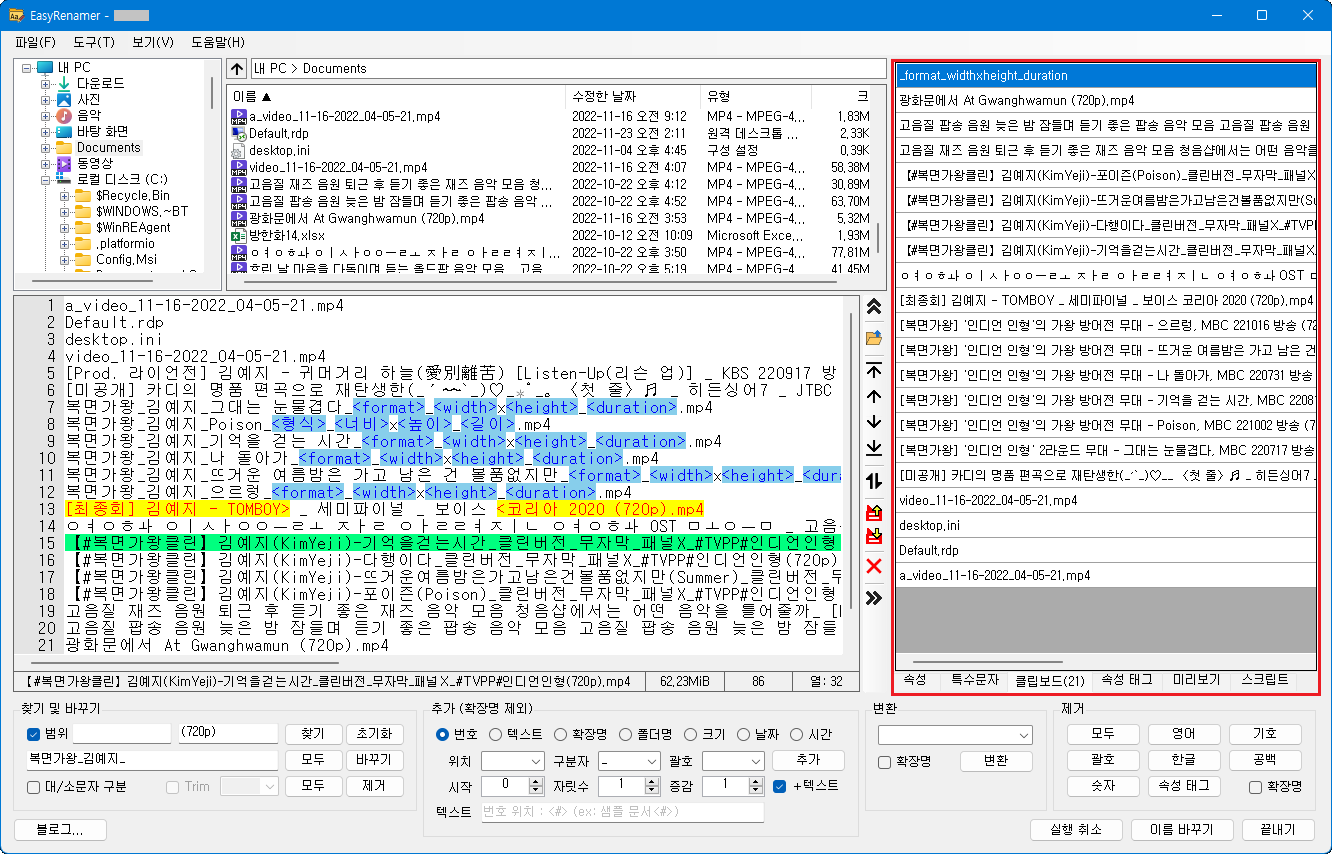 EasyRenamer -
파일(F) 도구(T) 보기(V) 도움말(H)
내 PC
다운로드
사진
음악
바탕 화면
Documents
동영상
로컬 디스크 (C:)
$Recycle.Bin
$WINDOWS.~BT
$WinREAgent
.platformio
Config.Msi
내 PC > Documents
이름 ▲ 수정한 날짜 유형 크
a_video_11-16-2022_04-05-21.mp4 2022-11-16 오전 9:12 MP4 - MPEG-4... 1,83M
Default.rdp 2022-11-23 오전 2:11 원격 데스크톱 ... 2,33K
desktop.ini 2022-11-04 오후 4:45 구성 설정 0,39K
video_11-16-2022_04-05-21.mp4 2022-11-16 오후 4:07 MP4 - MPEG-4... 58,38M
고음질 재즈 음원 퇴근 후 듣기 좋은 재즈 음악 모음 청... 2022-10-22 오후 4:12 MP4 - MPEG-4... 30,89M
고음질 팝송 음원 늦은 밤 잠들며 듣기 좋은 팝송 음악 ... 2022-10-22 오후 4:52 MP4 - MPEG-4... 63,70M
광화문에서 At Gwanghwamun (720p).mp4 2022-11-16 오후 3:53 MP4 - MPEG-4... 5,32M
방한화14.xlsx 2022-10-12 오전 10:09 Microsoft Exce... 1,93M
ㅇㅕㅇㅎㅘ ㅇㅣㅅㅏㅇㅇㅡㄹㅗ ㅈㅏㄹ ㅇㅏㄹㄹㅕㅈㅣ... 2022-10-22 오후 3:50 MP4 - MPEG-4... 77,81M
흐린 날 마음을 다독이며 듣는 올드팝 음악 모음 _ 고음... 2022-10-22 오후 5:19 MP4 - MPEG-4... 41,45M
1 a_video_11-16-2022_04-05-21.mp4
2 Default.rdp
3 desktop.ini
4 video_11-16-2022_04-05-21.mp4
5 [Prod. 라이언전] 김예지 - 귀머거리 하늘(愛別離苦) [Listen-Up(리슨 업)] _ KBS 220917 방
6 [미공개] 카디의 명품 편곡으로 재탄생한(_´ ෴ `_)♡_*°_。 〈첫 줄〉♬ _ 히든싱어7 _ JTBC
7 복면가왕_김예지_그대는 눈물겹다_<format>_<width>x<height>_<duration>.mp4
8 복면가왕_김예지_Poison_<형식>_<너비>x<높이>_<길이>.mp4
9 복면가왕_김예지_기억을 걷는 시간_<format>_<width>x<height>_<duration>.mp4
10 복면가왕_김예지_나 돌아가_<format>_<width>x<height>_<duration>.mp4
11 복면가왕_김예지_뜨거운 여름밤은 가고 남은 건 볼품없지만_<format>_<width>x<height>_<dura
12 복면가왕_김예지_으르렁_<format>_<width>x<height>_<duration>.mp4
13 [최종회] 김예지 - TOMBOY> _ 세미파이널 _ 보이스 <코리아 2020 (720p).mp4
14 ㅇㅕㅇㅎㅘ ㅇㅣㅅㅏㅇㅇㅡㄹㅗ ㅈㅏㄹ ㅇㅏㄹㄹㅕㅈㅣㄴ ㅇㅕㅇㅎㅘ OST ㅁㅗㅇㅡㅁ _ 고음
15 【#복면가왕클린】김예지(KimYeji)-기억을걷는시간_클린버전_무자막_패널X_#TVPP#인디언인형
16 【#복면가왕클린】김예지(KimYeji)-다행이다_클린버전_무자막_패널X_#TVPP#인디언인형(720p)
17 【#복면가왕클린】김예지(KimYeji)-뜨거운여름밤은가고남은건볼품없지만(Summer)_클린버전_무
18 【#복면가왕클린】김예지(KimYeji)-포이즌(Poison)_클린버전_무자막_패널X_#TVPP#인디언인형
19 고음질 재즈 음원 퇴근 후 듣기 좋은 재즈 음악 모음 청음샵에서는 어떤 음악을 틀어줄까_ [
20 고음질 팝송 음원 늦은 밤 잠들며 듣기 좋은 팝송 음악 모음 고음질 팝송 음원 늦은 밤 잠들
21 광화문에서 At Gwanghwamun (720p).mp4
【#복면가왕클린】김예지(KimYeji)-기억을걷는시간_클린버전_무자막_패널X_#TVPP#인디언인형(720p).mp4 62,23MiB 86 열: 32
_format_widthxheight_duration
광화문에서 At Gwanghwamun (720p).mp4
고음질 팝송 음원 늦은 밤 잠들며 듣기 좋은 팝송 음악 모음 고음질 팝송 음원
고음질 재즈 음원 퇴근 후 듣기 좋은 재즈 음악 모음 청음샵에서는 어떤 음악을
【#복면가왕클린】김예지(KimYeji)-포이즌(Poison)_클린버전_무자막_패널X
【#복면가왕클린】김예지(KimYeji)-뜨거운여름밤은가고남은건볼품없지만(Su
【#복면가왕클린】김예지(KimYeji)-다행이다_클린버전_무자막_패널X_#TVPI
【#복면가왕클린】김예지(KimYeji)-기억을걷는시간_클린버전_무자막_패널X
ㅇㅕㅇㅎㅘ ㅇㅣㅅㅏㅇㅇㅡㄹㅗ ㅈㅏㄹ ㅇㅏㄹㄹㅕㅈㅣㄴ ㅇㅕㅇㅎㅘ OST ㅁ
[최종회] 김예지 - TOMBOY _ 세미파이널 _ 보이스 코리아 2020 (720p).mp4
[복면가왕] '인디언 인형'의 가왕 방어전 무대 - 으르렁, MBC 221016 방송 (72
[복면가왕] '인디언 인형'의 가왕 방어전 무대 - 뜨거운 여름밤은 가고 남은 건
[복면가왕] '인디언 인형'의 가왕 방어전 무대 - 나 돌아가, MBC 220731 방송
[복면가왕] '인디언 인형'의 가왕 방어전 무대 - 기억을 걷는 시간, MBC 2208
[복면가왕] '인디언 인형'의 가왕 방어전 무대 - Poison, MBC 221002 방송 (7
[복면가왕] '인디언 인형' 2라운드 무대 - 그대는 눈물겹다, MBC 220717 방송
[미공개] 카디의 명품 편곡으로 재탄생한(_´`_)♡__ 〈첫 줄〉♬ _ 히든싱어7 _
video_11-16-2022_04-05-21.mp4
desktop.ini
Default.rdp
a_video_11-16-2022_04-05-21.mp4
속성 특수문자 클립보드(21) 속성 태그 미리보기 스크립트
찾기 및 바꾸기
범위 (720p) 찾기 초기화
복면가왕_김예지_ 모두 바꾸기
대/소문자 구분 Trim 모두 제거
추가 (확장명 제외)
번호 텍스트 확장명 폴더명 크기 날짜 시간
위치 구분자 _ 괄호 추가
시작 0 자릿수 1 증감 1 +텍스트
텍스트 번호 위치 : <#> (ex: 샘플 문서<#>)
변환
확장명 변환
제거
모두 영어 기호
괄호 한글 공백
숫자 속성 태그 확장명
블로그... 실행 취소 이름 바꾸기 끝내기